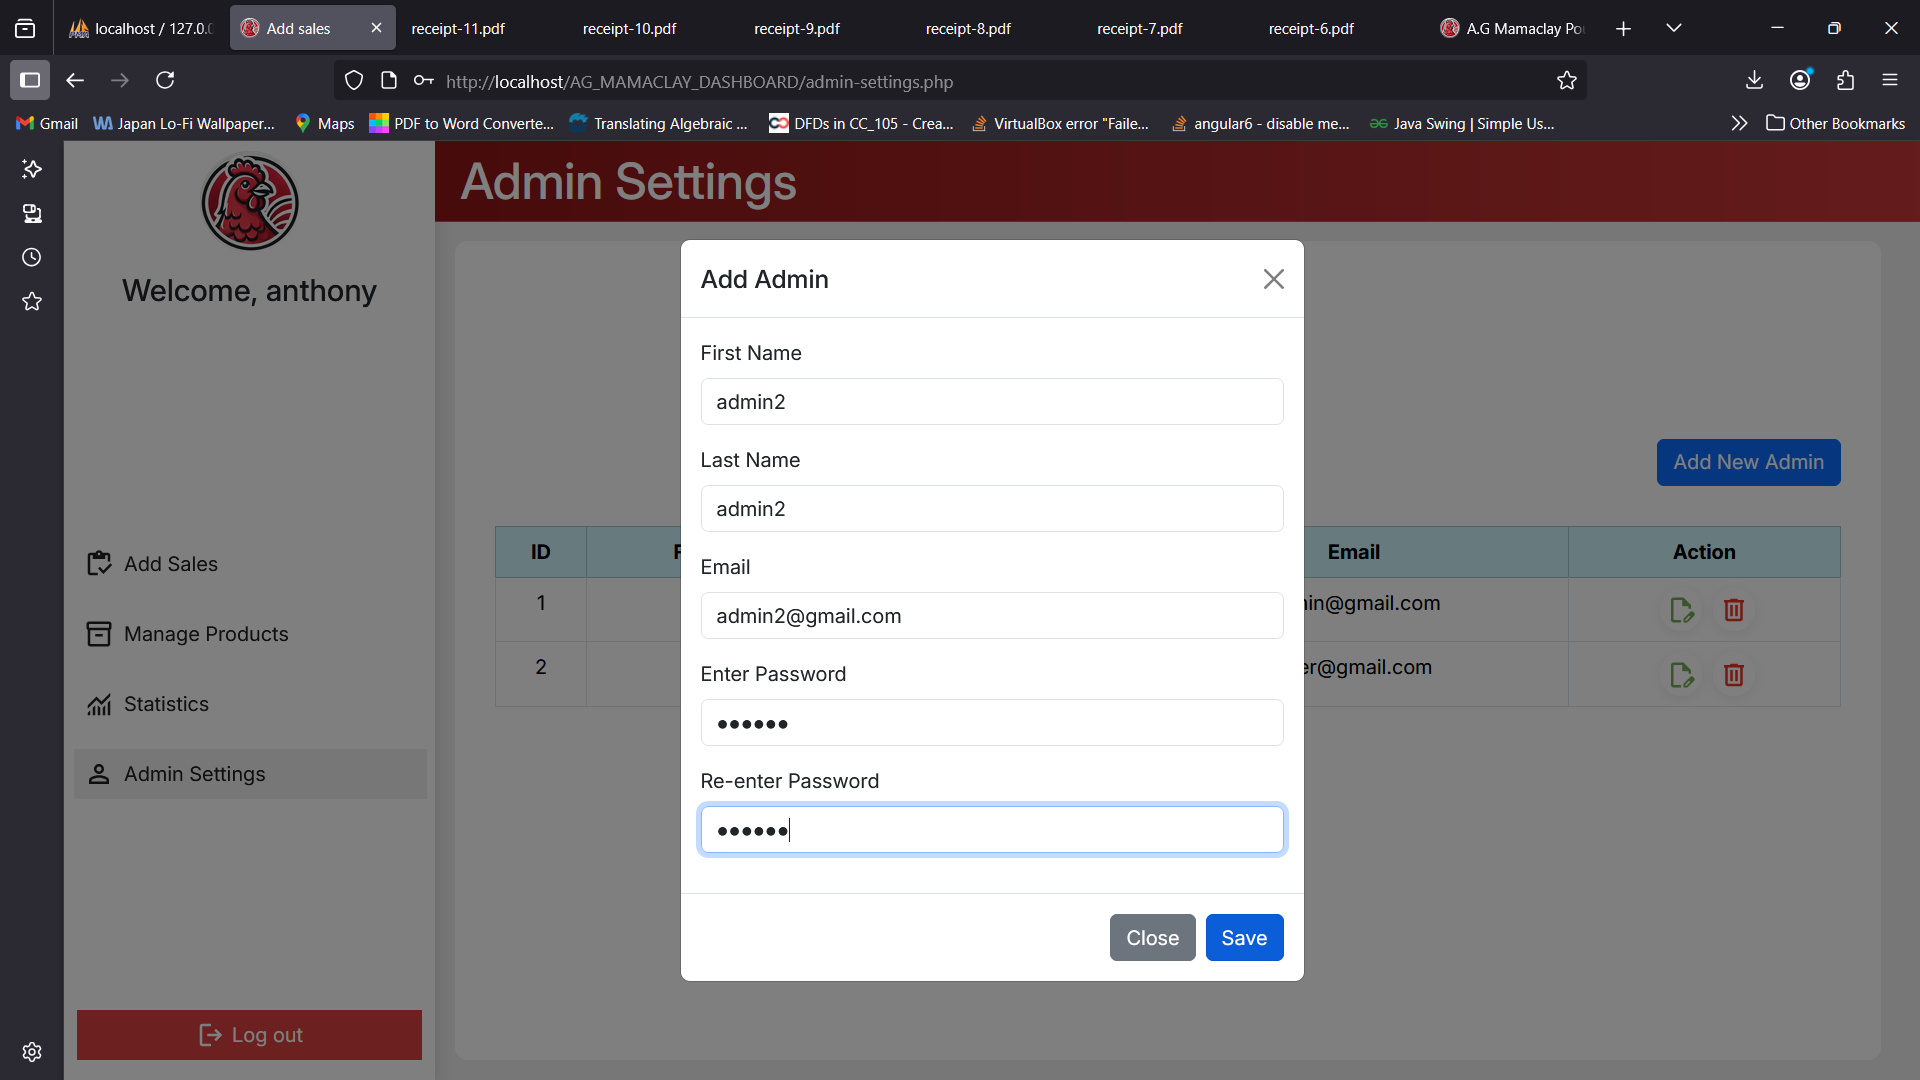 localhost / 127.0.0
Add sales
receipt-11.pdf
receipt-10.pdf
receipt-9.pdf
receipt-8.pdf
receipt-7.pdf
receipt-6.pdf
A.G Mamaclay Po
http://localhost/AG_MAMACLAY_DASHBOARD/admin-settings.php
Gmail
Japan Lo-Fi Wallpaper...
Maps
PDF to Word Converte...
Translating Algebraic ...
DFDs in CC_105 - Crea...
VirtualBox error "Faile...
angular6 - disable me...
Java Swing | Simple Us...
Other Bookmarks
Welcome, anthony
Add Sales
Manage Products
Statistics
Admin Settings
Log out
Admin Settings
Add New Admin
ID
Email
Action
1
in@gmail.com
2
er@gmail.com
Add Admin
First Name
admin2
Last Name
admin2
Email
admin2@gmail.com
Enter Password
••••••
Re-enter Password
••••••
Close
Save